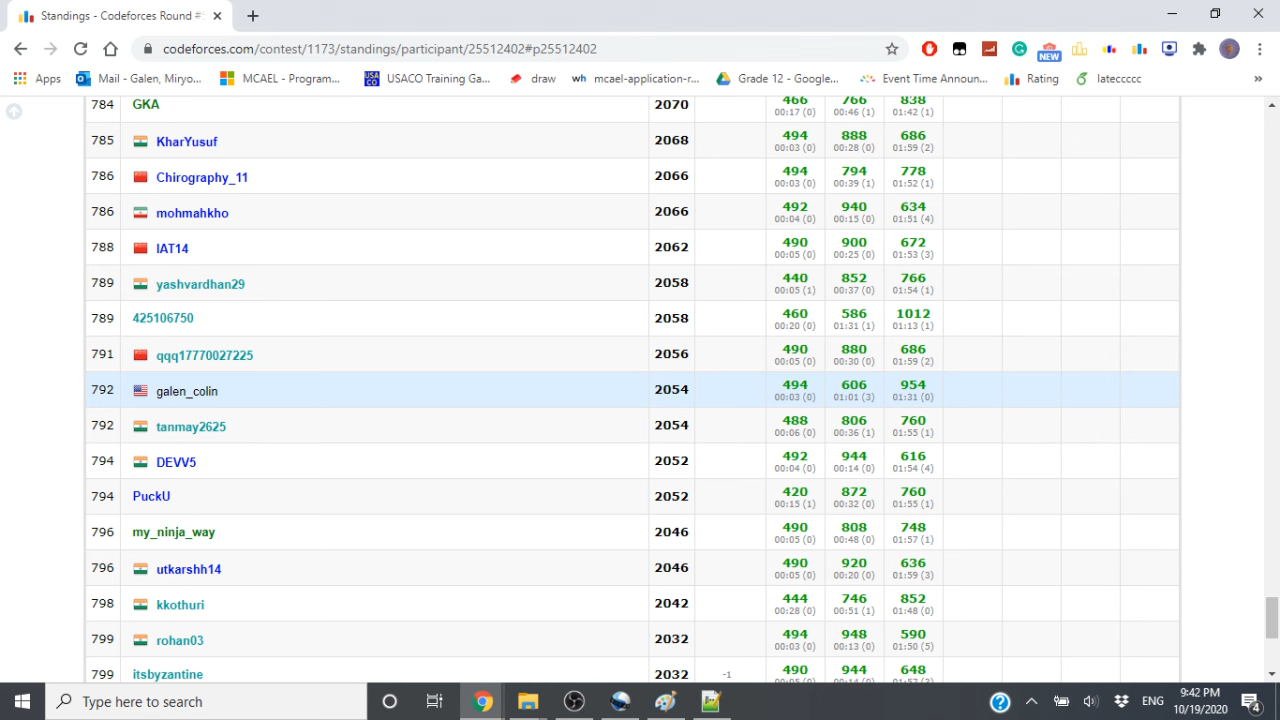 Standings - Codeforces Round #
codeforces.com/contest/1173/standings/participant/25512402#p25512402
NEW
Apps Mail - Galen, Miryo... MCAEL - Program... USACO USACO Training Ga... draw wh mcael-application-r... Grade 12 - Google... Event Time Announ... Rating lateccccc »
784 GKA 2070 466 766 838
00:17 (0) 00:46 (1) 01:42 (1)
785 KharYusuf 2068 494 888 686
00:03 (0) 00:28 (0) 01:59 (2)
786 Chirography_11 2066 494 794 778
00:03 (0) 00:39 (1) 01:52 (1)
786 mohmahkho 2066 492 940 634
00:04 (0) 00:15 (0) 01:51 (4)
788 IAT14 2062 490 900 672
00:05 (0) 00:25 (0) 01:53 (3)
789 yashvardhan29 2058 440 852 766
00:05 (1) 00:37 (0) 01:54 (1)
789 425106750 2058 460 586 1012
00:20 (0) 01:31 (1) 01:13 (1)
791 qqq17770027225 2056 490 880 686
00:05 (0) 00:30 (0) 01:59 (2)
792 galen_colin 2054 494 606 954
00:03 (0) 01:01 (3) 01:31 (0)
792 tanmay2625 2054 488 806 760
00:06 (0) 00:36 (1) 01:55 (1)
794 DEVV5 2052 492 944 616
00:04 (0) 00:14 (0) 01:54 (4)
794 PuckU 2052 420 872 760
00:15 (1) 00:32 (0) 01:55 (1)
796 my_ninja_way 2046 490 808 748
00:05 (0) 00:48 (0) 01:57 (1)
796 utkarshh14 2046 490 920 636
00:05 (0) 00:20 (0) 01:59 (3)
798 kkothuri 2042 444 746 852
00:28 (0) 00:51 (1) 01:48 (0)
799 rohan03 2032 494 948 590
00:03 (0) 00:13 (0) 01:50 (5)
799 itsbyzantine 2032 -1 490 944 648
Type here to search
ENG 9:42 PM
10/19/2020 4